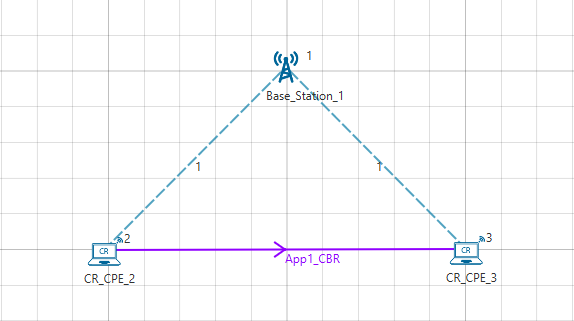 1
Base_Station_1
1
1
CR
2
CR
3
App1_CBR
CR_CPE_2
CR_CPE_3